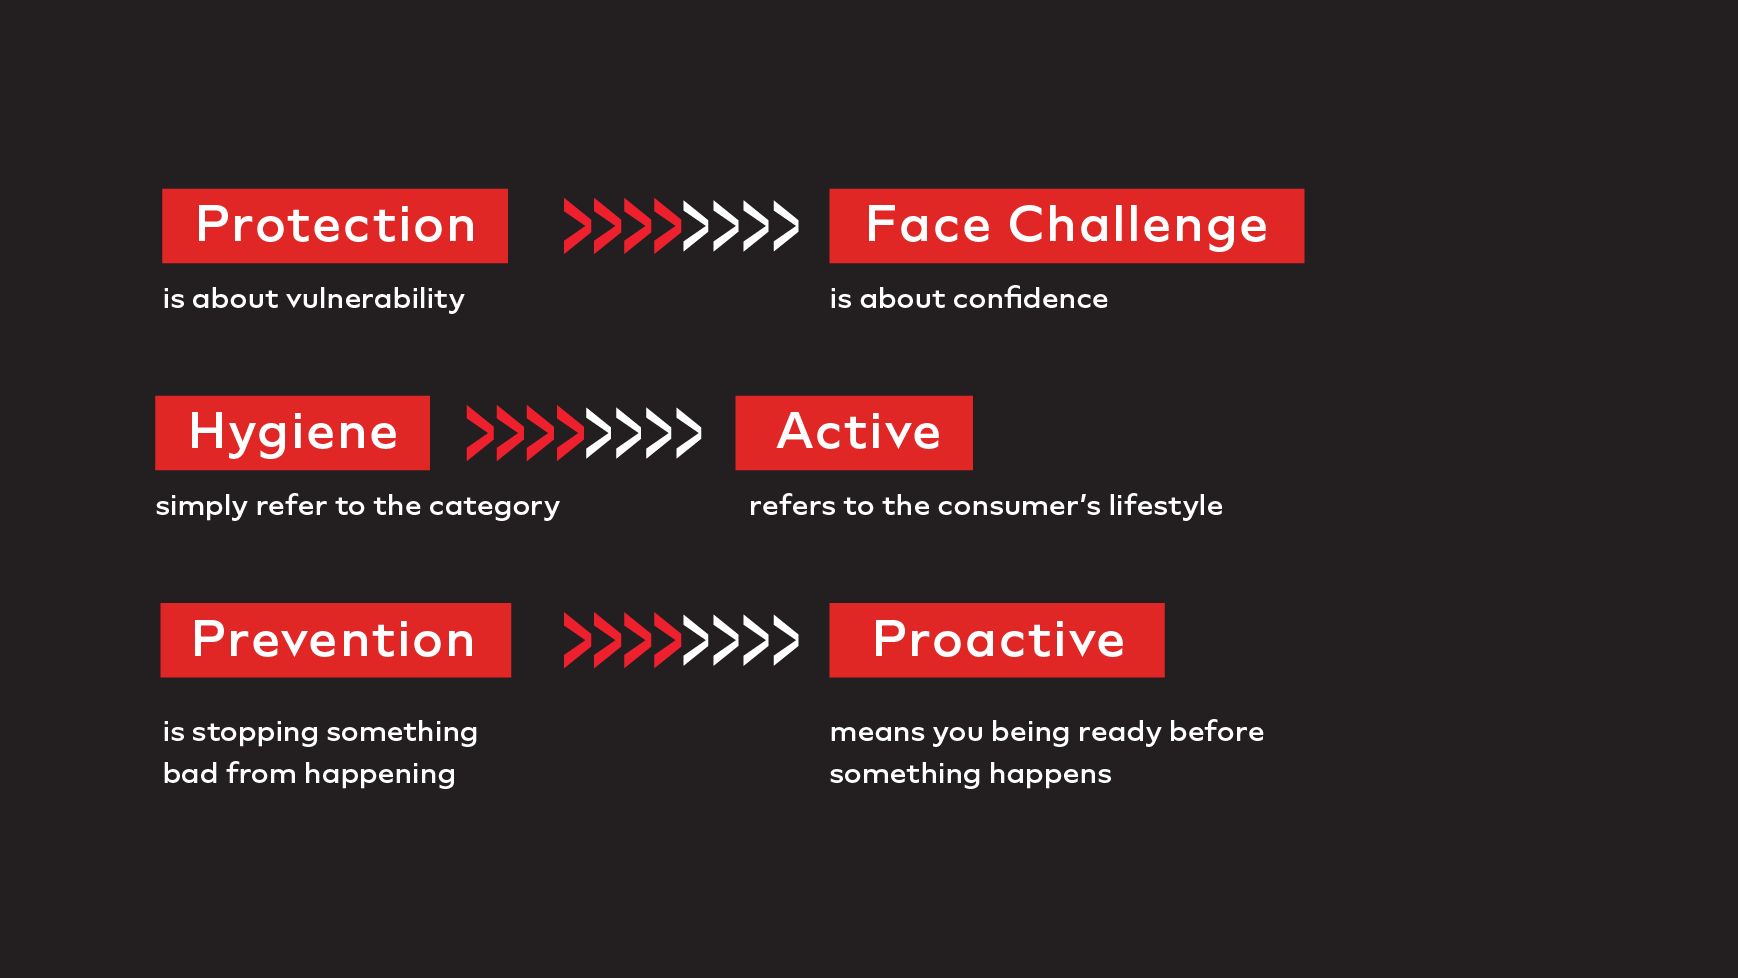 Protection >>>>>>>> Face Challenge
is about vulnerability is about confidence
Hygiene >>>>>>>> Active
simply refer to the category refers to the consumer's lifestyle
Prevention >>>>>>>> Proactive
is stopping something means you being ready before
bad from happening something happens